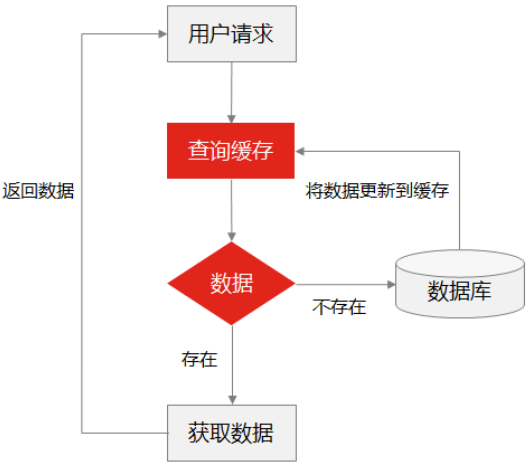 用户请求
查询缓存
返回数据
将数据更新到缓存
数据
数据库
不存在
存在
获取数据